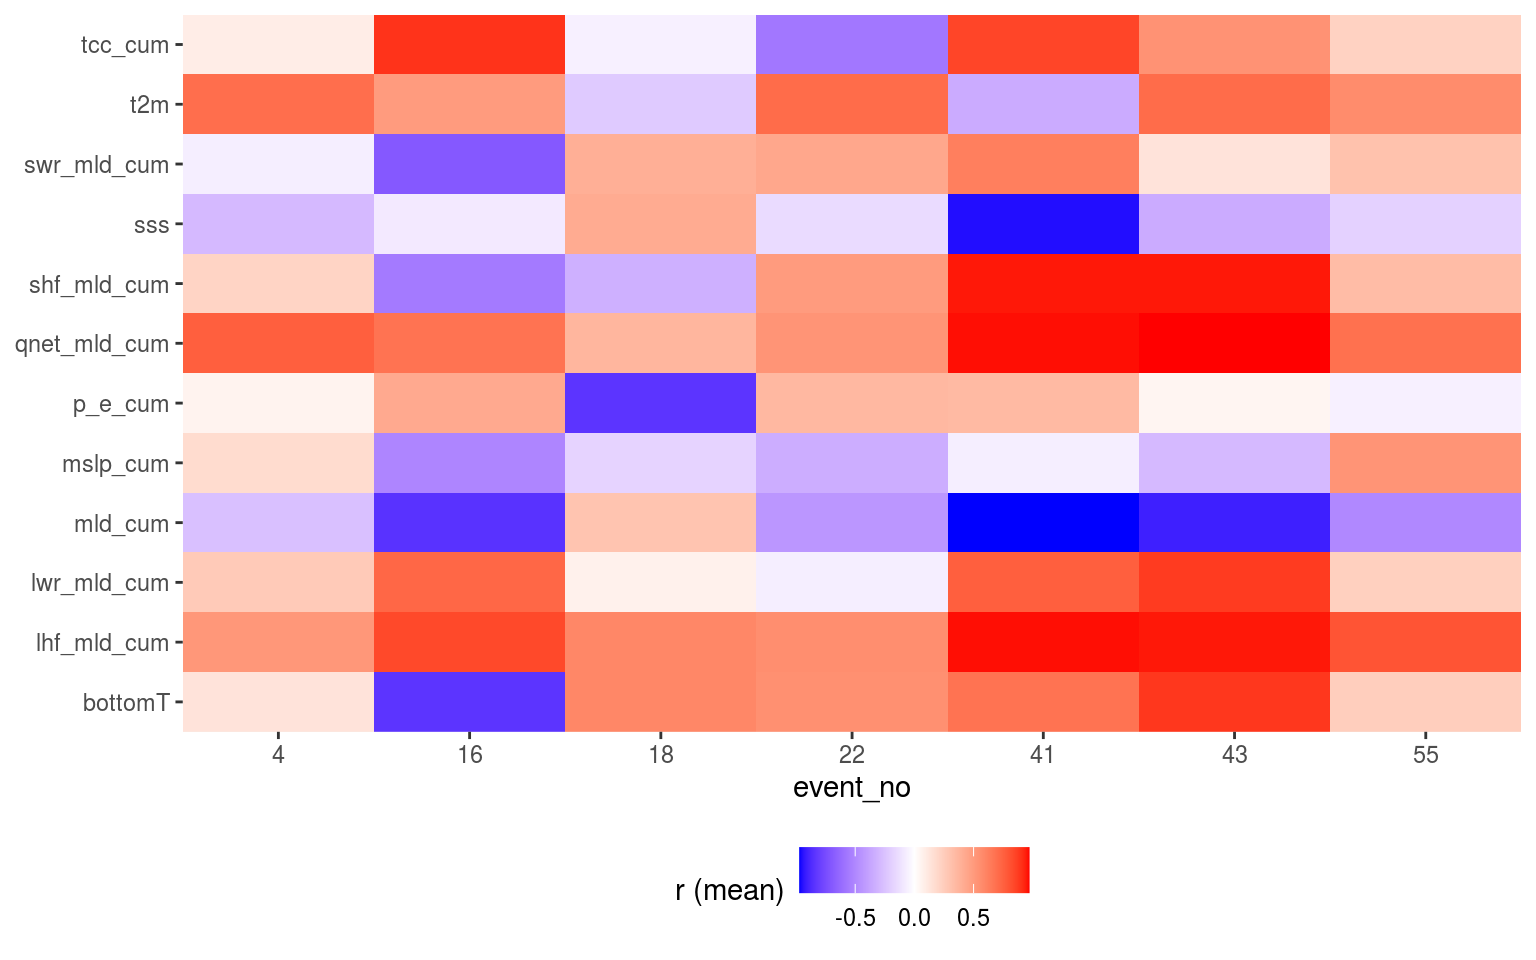 tcc_cum
t2m
swr_mld_cum
sss
shf_mld_cum
qnet_mld_cum
p_e_cum
mslp_cum
mld_cum
lwr_mld_cum
lhf_mld_cum
bottomT
4 16 18 22 41 43 55
event_no
r (mean)
-0.5 0.0 0.5